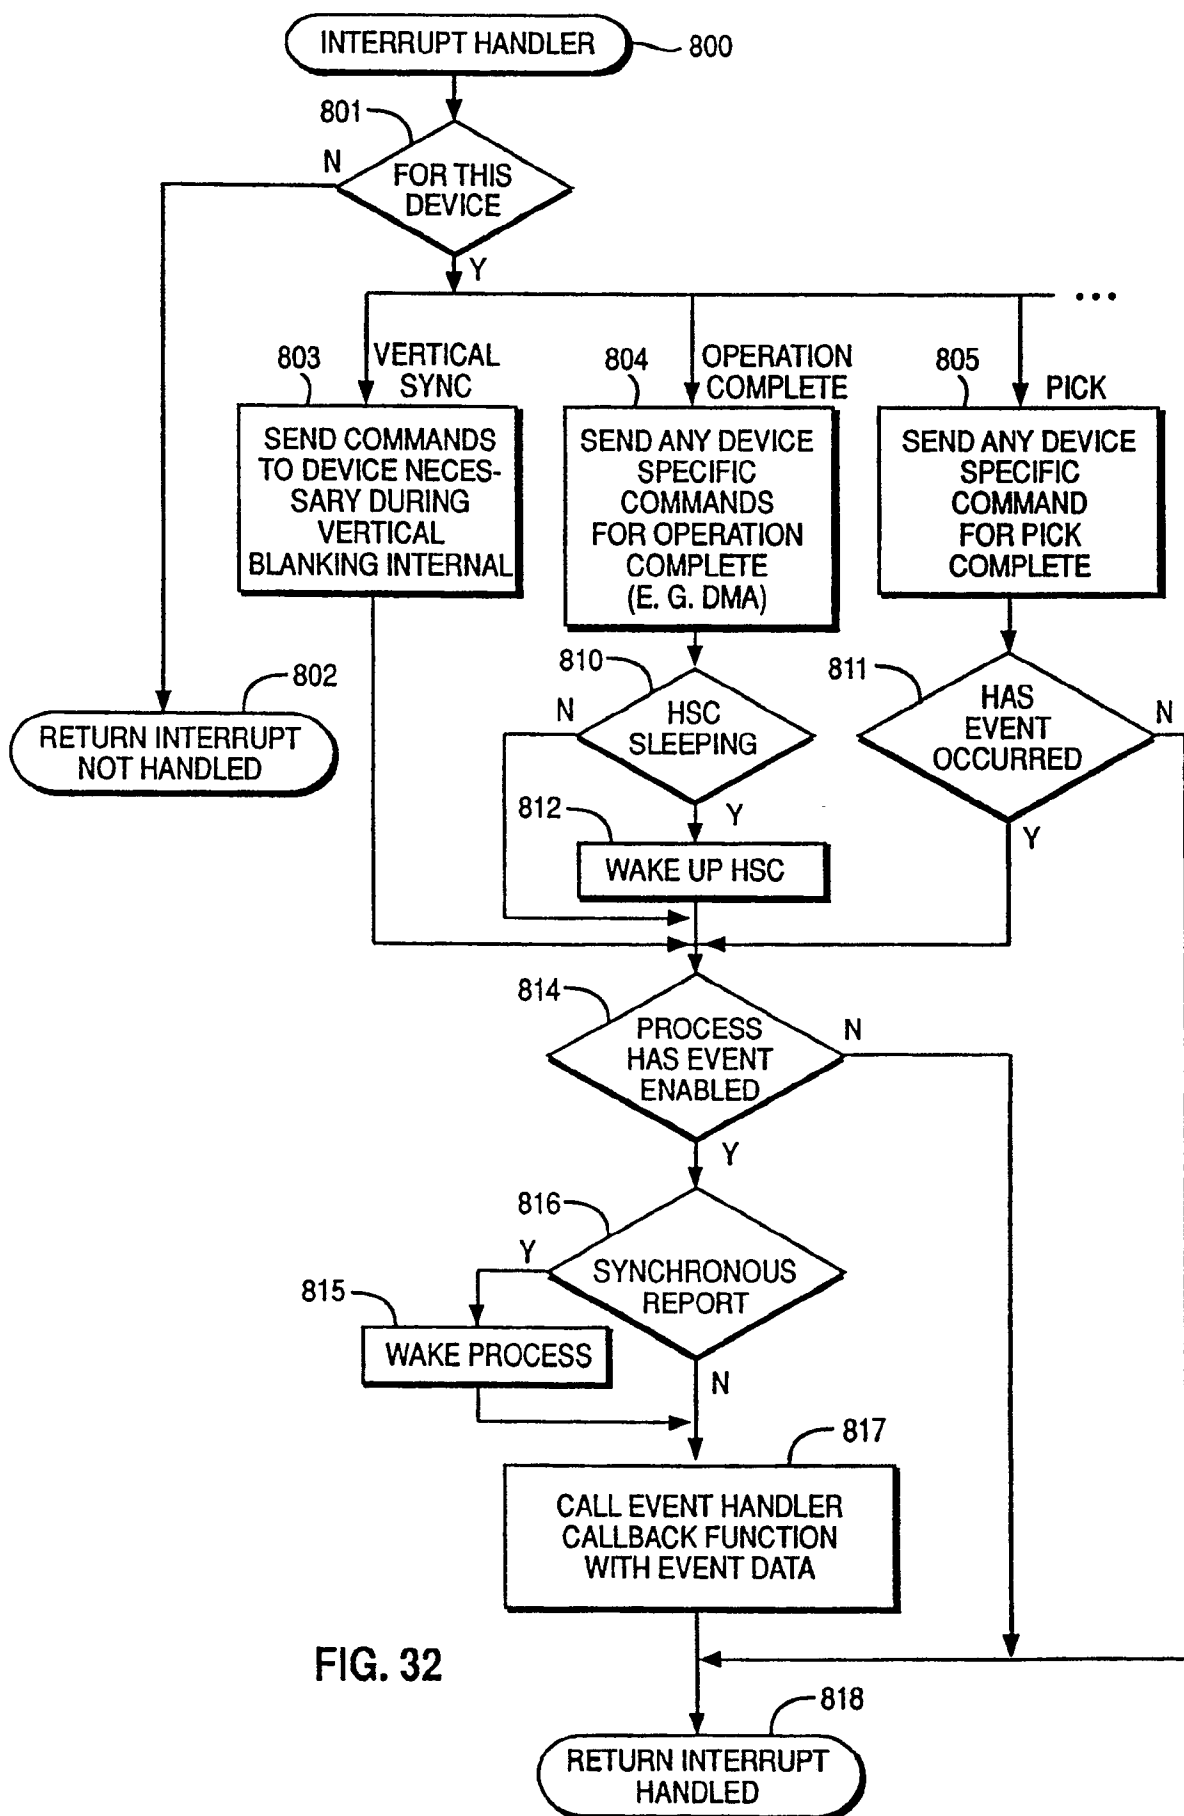 INTERRUPT HANDLER
800
801
N
FOR THIS
DEVICE
Y
...
803
VERTICAL
SYNC
804
OPERATION
COMPLETE
805
PICK
SEND COMMANDS
TO DEVICE NECES-
SARY DURING
VERTICAL
BLANKING INTERNAL
SEND ANY DEVICE
SPECIFIC
COMMANDS
FOR OPERATION
COMPLETE
(E. G. DMA)
SEND ANY DEVICE
SPECIFIC
COMMAND
FOR PICK
COMPLETE
802
RETURN INTERRUPT
NOT HANDLED
810
N
HSC
SLEEPING
Y
811
HAS
EVENT
OCCURRED
N
Y
812
WAKE UP HSC
814
PROCESS
HAS EVENT
ENABLED
N
Y
816
Y
SYNCHRONOUS
REPORT
N
815
WAKE PROCESS
817
CALL EVENT HANDLER
CALLBACK FUNCTION
WITH EVENT DATA
FIG. 32
818
RETURN INTERRUPT
HANDLED